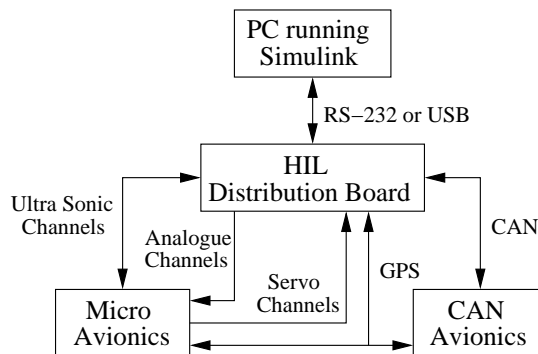 PC running
Simulink
RS−232 or USB
HIL
Distribution Board
Ultra Sonic
Channels
Analogue
Channels
Servo
Channels
GPS
CAN
Micro
Avionics
CAN
Avionics